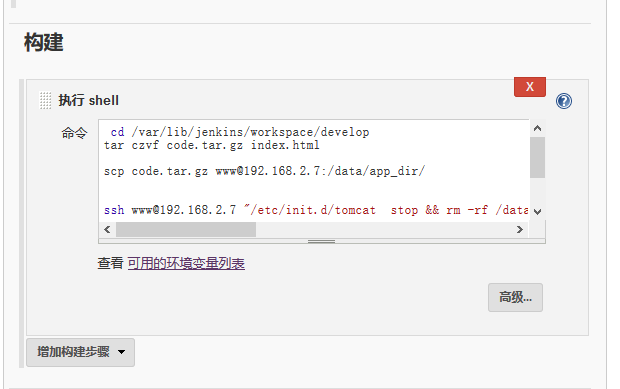 构建
X
执行 shell
命令
cd /var/lib/jenkins/workspace/develop
tar czvf code.tar.gz index.html
scp code.tar.gz www@192.168.2.7:/data/app_dir/
ssh www@192.168.2.7 "/etc/init.d/tomcat  stop && rm -rf /data
查看 可用的环境变量列表
高级...
增加构建步骤